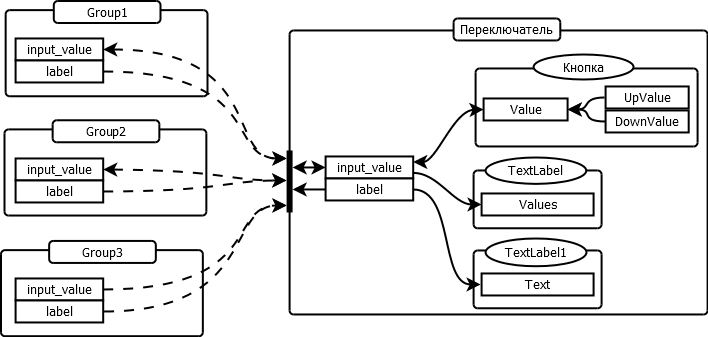 Group1
input_value
label
Group2
input_value
label
Group3
input_value
label
Переключатель
input_value
label
Кнопка
Value
UpValue
DownValue
TextLabel
Values
TextLabel1
Text